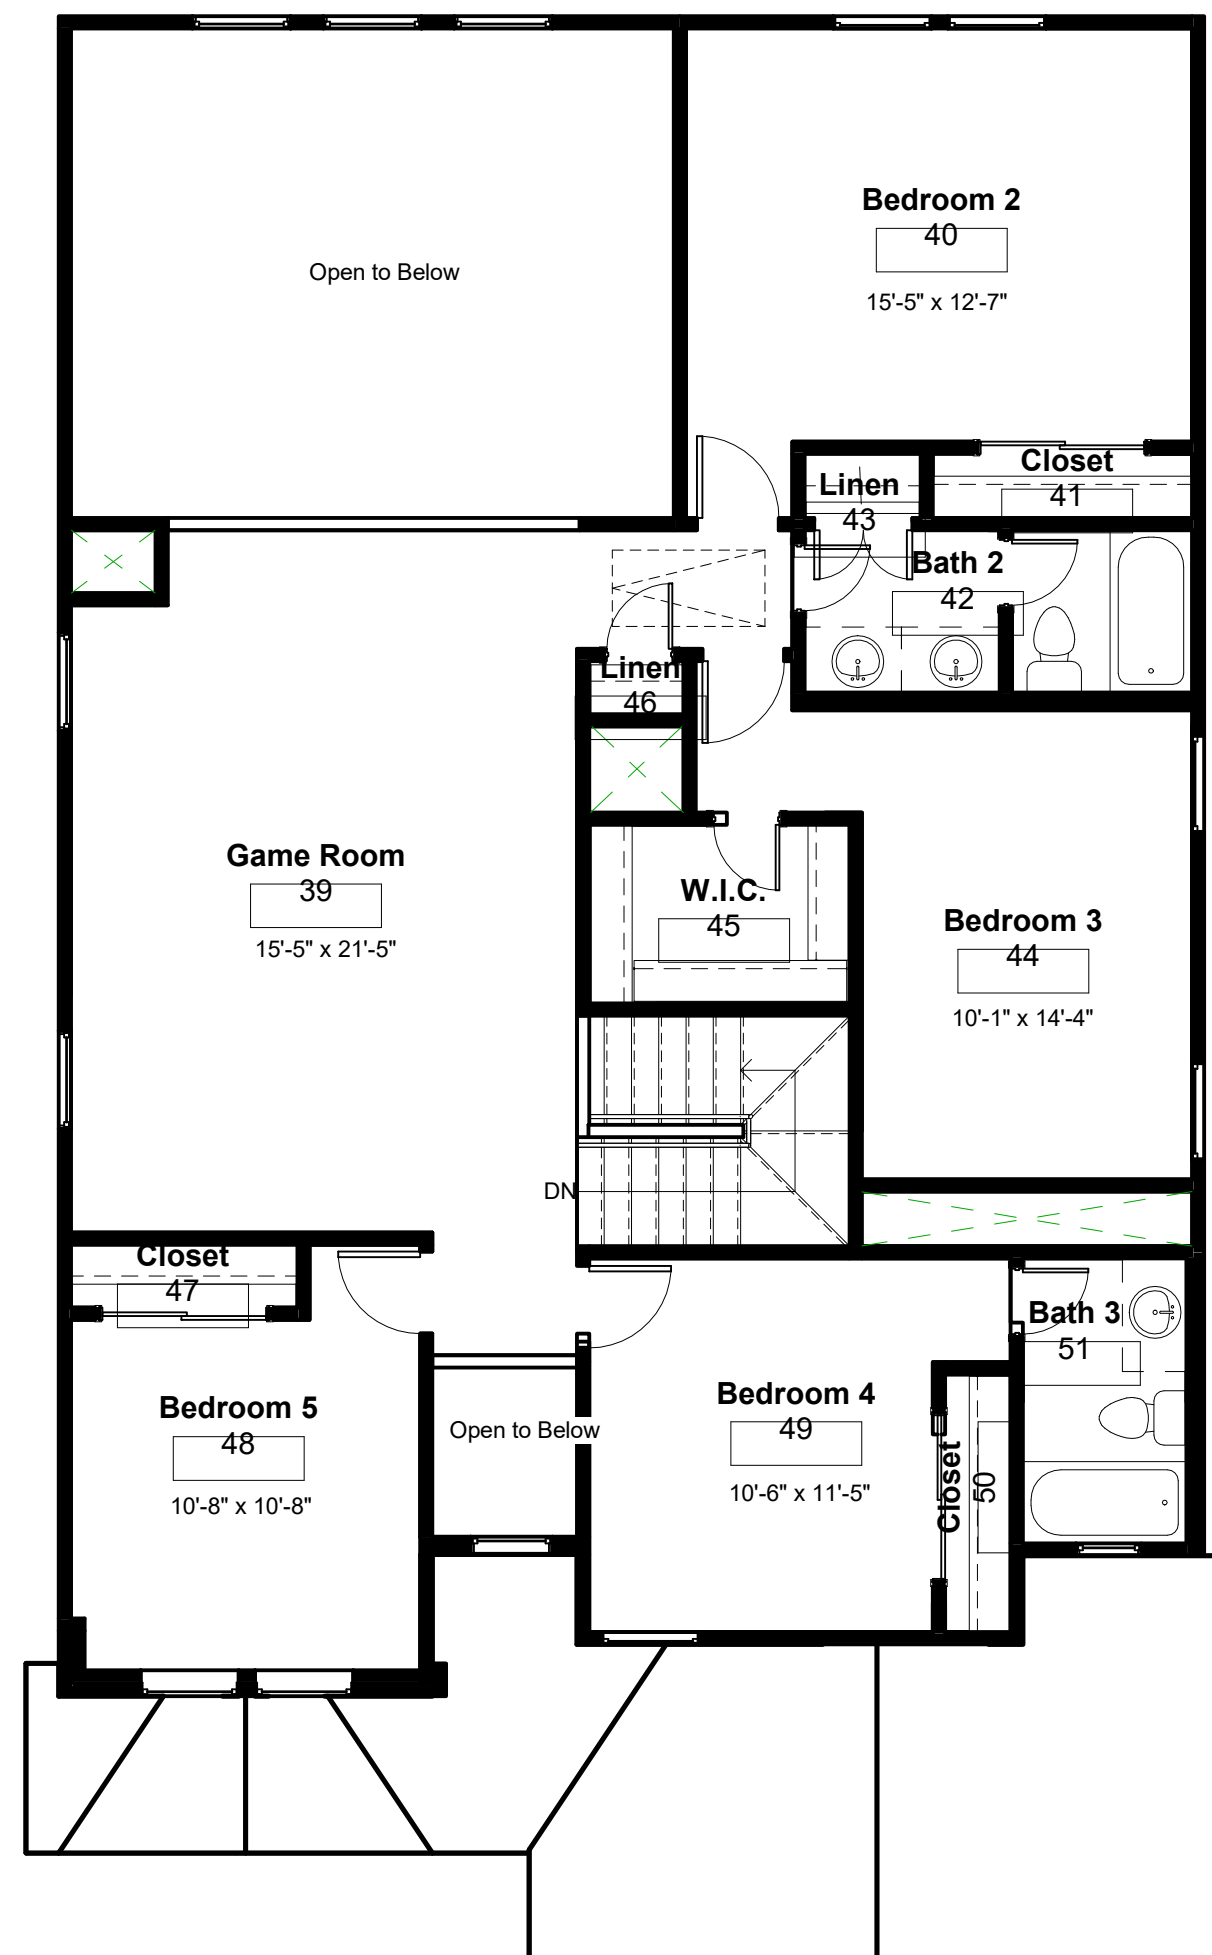 Bedroom 2
40
15'-5" x 12'-7"
Open to Below
Closet
41
Linen
43
Bath 2
42
Linen
46
Game Room
39
15'-5" x 21'-5"
W.I.C.
45
Bedroom 3
44
10'-1" x 14'-4"
DN
Closet
47
Bath 3
51
Bedroom 5
48
10'-8" x 10'-8"
Open to Below
Bedroom 4
49
10'-6" x 11'-5"
Closet
50